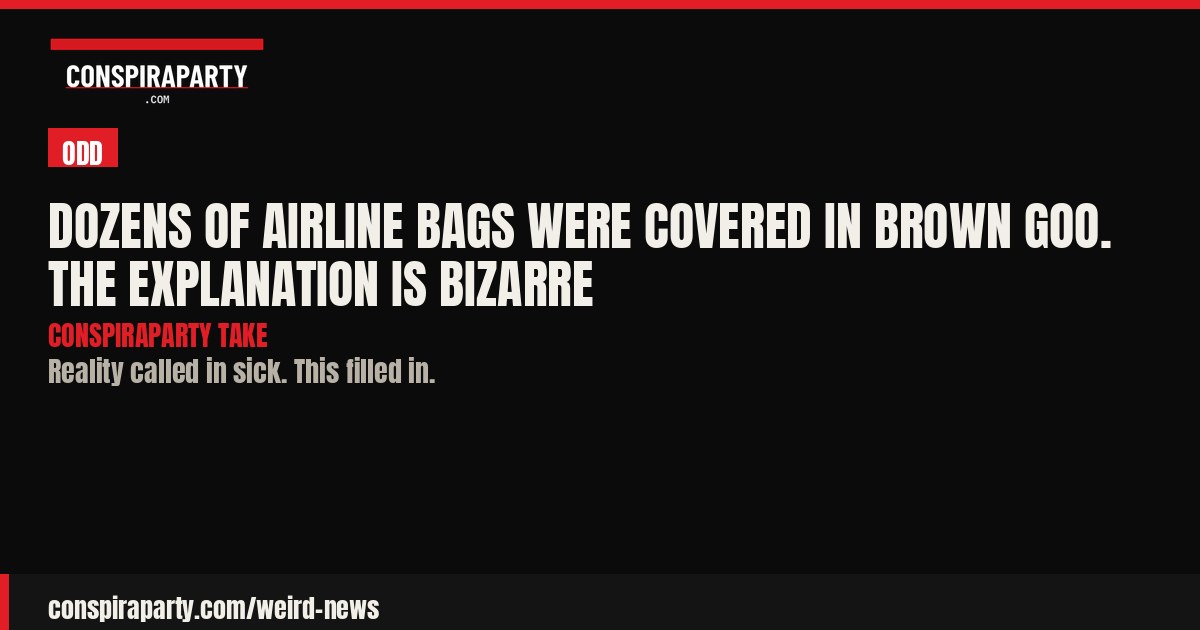 CONSPIRAPARTY
.COM
ODD
DOZENS OF AIRLINE BAGS WERE COVERED IN BROWN GOO.
THE EXPLANATION IS BIZARRE
CONSPIRAPARTY TAKE
Reality called in sick. This filled in.
conspiraparty.com/weird-news